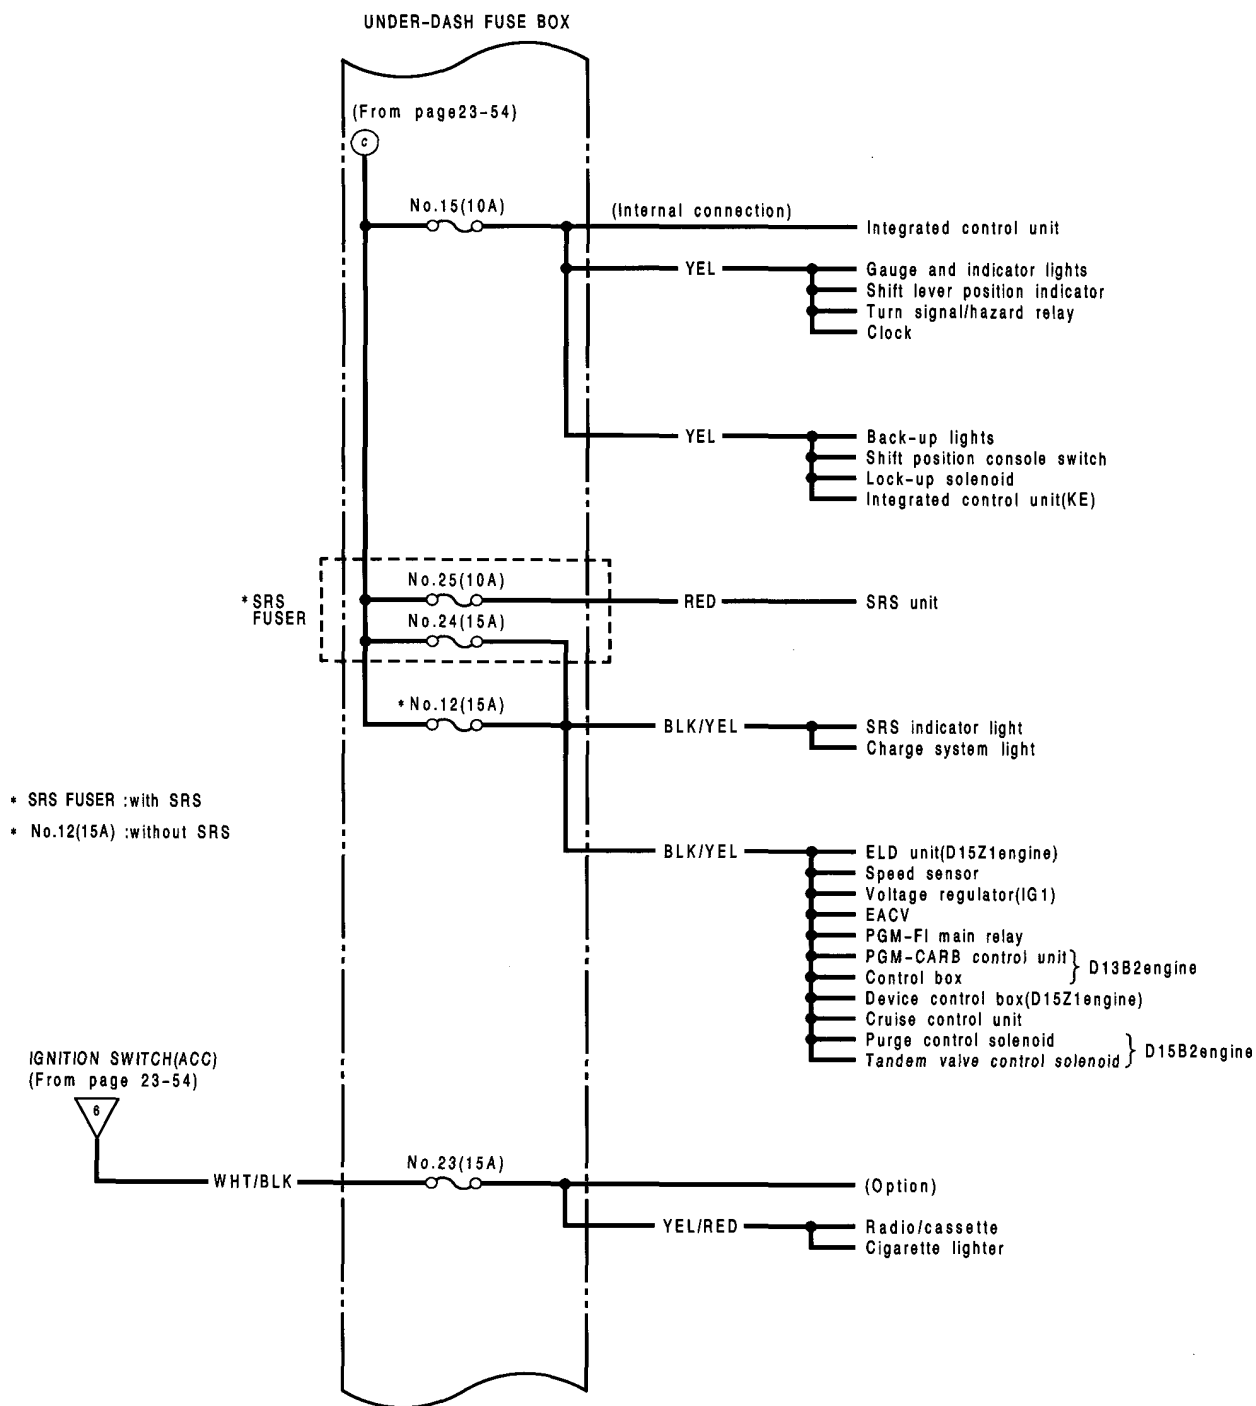 UNDER-DASH FUSE BOX
(From page23-54)
C
No.15(10A)
(Internal connection)
Integrated control unit
YEL
Gauge and indicator lights
Shift lever position indicator
Turn signal/hazard relay
Clock
YEL
Back-up lights
Shift position console switch
Lock-up solenoid
Integrated control unit(KE)
*SRS
FUSER
No.25(10A)
RED
SRS unit
No.24(15A)
*No.12(15A)
BLK/YEL
SRS indicator light
Charge system light
* SRS FUSER :with SRS
* No.12(15A) :without SRS
BLK/YEL
ELD unit(D15Z1engine)
Speed sensor
Voltage regulator(IG1)
EACV
PGM-FI main relay
PGM-CARB control unit
Control box
} D13B2engine
Device control box(D15Z1engine)
Cruise control unit
Purge control solenoid
Tandem valve control solenoid
} D15B2engine
IGNITION SWITCH(ACC)
(From page 23-54)
6
WHT/BLK
No.23(15A)
(Option)
YEL/RED
Radio/cassette
Cigarette lighter